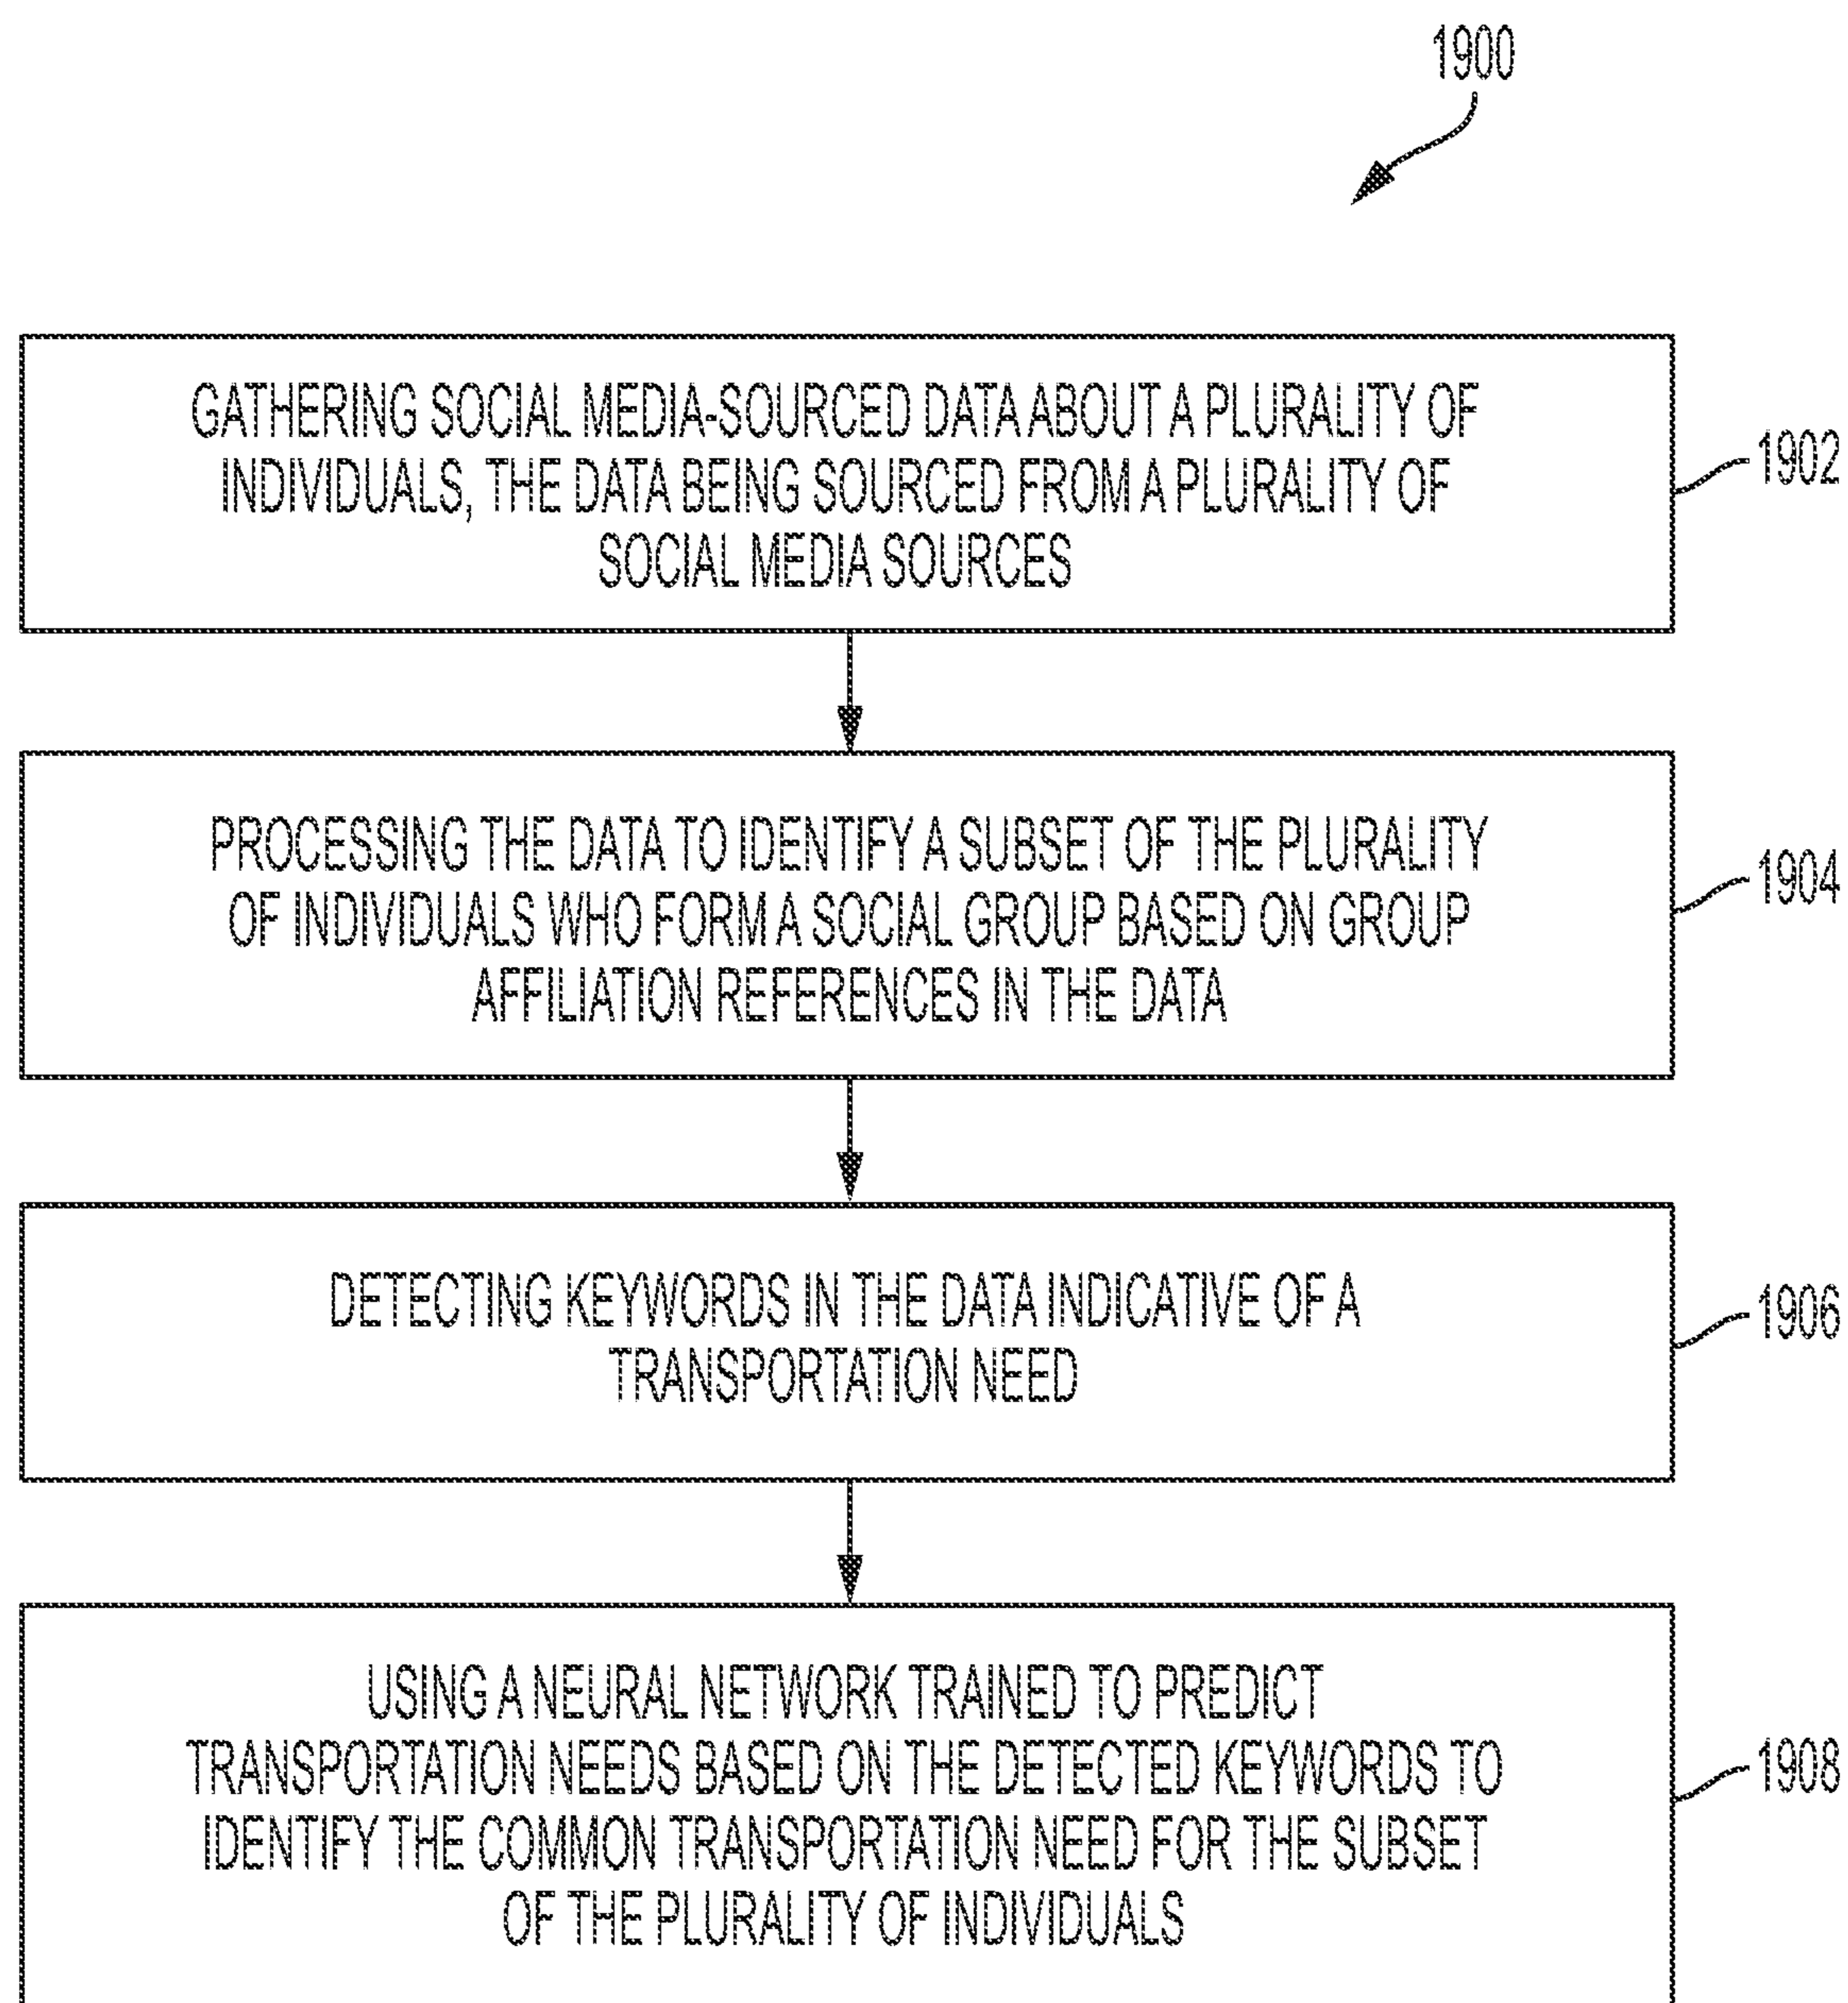 1900
GATHERING SOCIAL MEDIA-SOURCED DATA ABOUT A PLURALITY OF
INDIVIDUALS, THE DATA BEING SOURCED FROM A PLURALITY OF
SOCIAL MEDIA SOURCES
1902
PROCESSING THE DATA TO IDENTIFY A SUBSET OF THE PLURALITY
OF INDIVIDUALS WHO FORM A SOCIAL GROUP BASED ON GROUP
AFFILIATION REFERENCES IN THE DATA
1904
DETECTING KEYWORDS IN THE DATA INDICATIVE OF A
TRANSPORTATION NEED
1906
USING A NEURAL NETWORK TRAINED TO PREDICT
TRANSPORTATION NEEDS BASED ON THE DETECTED KEYWORDS TO
IDENTIFY THE COMMON TRANSPORTATION NEED FOR THE SUBSET
OF THE PLURALITY OF INDIVIDUALS
1908